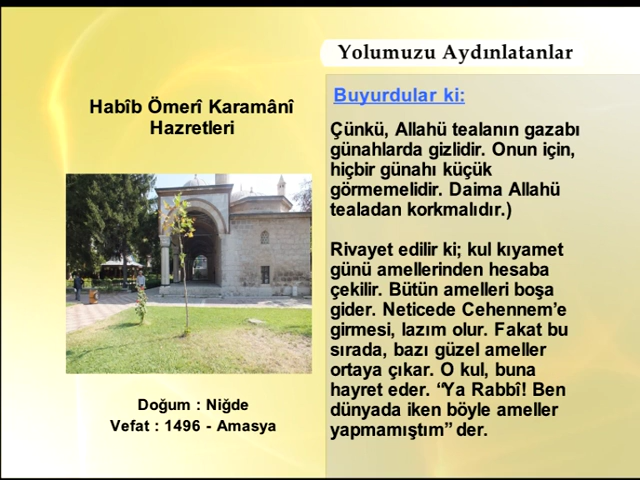 Yolumuzu Aydınlatanlar
Habîb Ömerî Karamânî
Hazretleri
Doğum : Niğde
Vefat : 1496 - Amasya
Buyurdular ki:
Çünkü, Allahü tealanın gazabı
günahlarda gizlidir. Onun için,
hiçbir günahı küçük
görmemelidir. Daima Allahü
tealadan korkmalıdır.)
Rivayet edilir ki; kul kıyamet
günü amellerinden hesaba
çekilir. Bütün amelleri boşa
gider. Neticede Cehennem’e
girmesi, lazım olur. Fakat bu
sırada, bazı güzel ameller
ortaya çıkar. O kul, buna
hayret eder. “Ya Rabbî! Ben
dünyada iken böyle ameller
yapmamıştım” der.